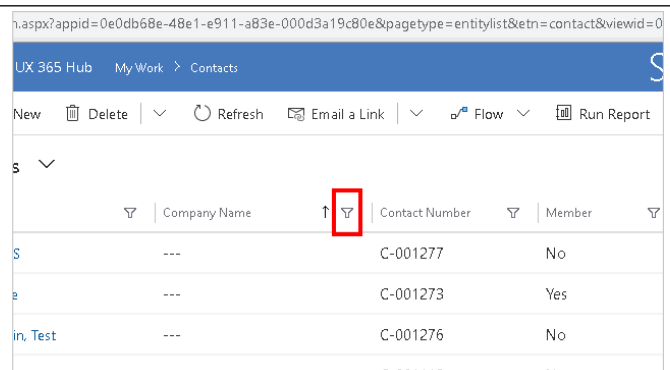 n.aspx?appid=0e0db68e-48e1-e911-a83e-000d3a19c80e&pagetype=entitylist&etn=contact&viewid=0
UX 365 Hub My Work > Contacts S
New Delete Refresh Email a Link Flow Run Report
s
Company Name Contact Number Member
S --- C-001277 No
e --- C-001273 Yes
in, Test --- C-001276 No